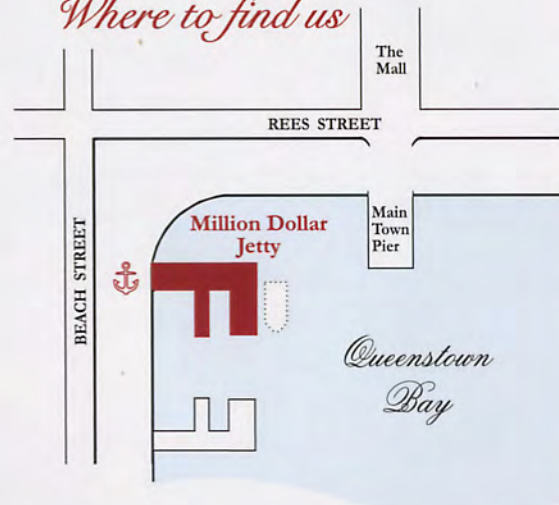 Where to find us
The
Mall
REES STREET
Million Dollar
Jetty
Main
Town
Pier
BEACH STREET
Queenstown
Bay